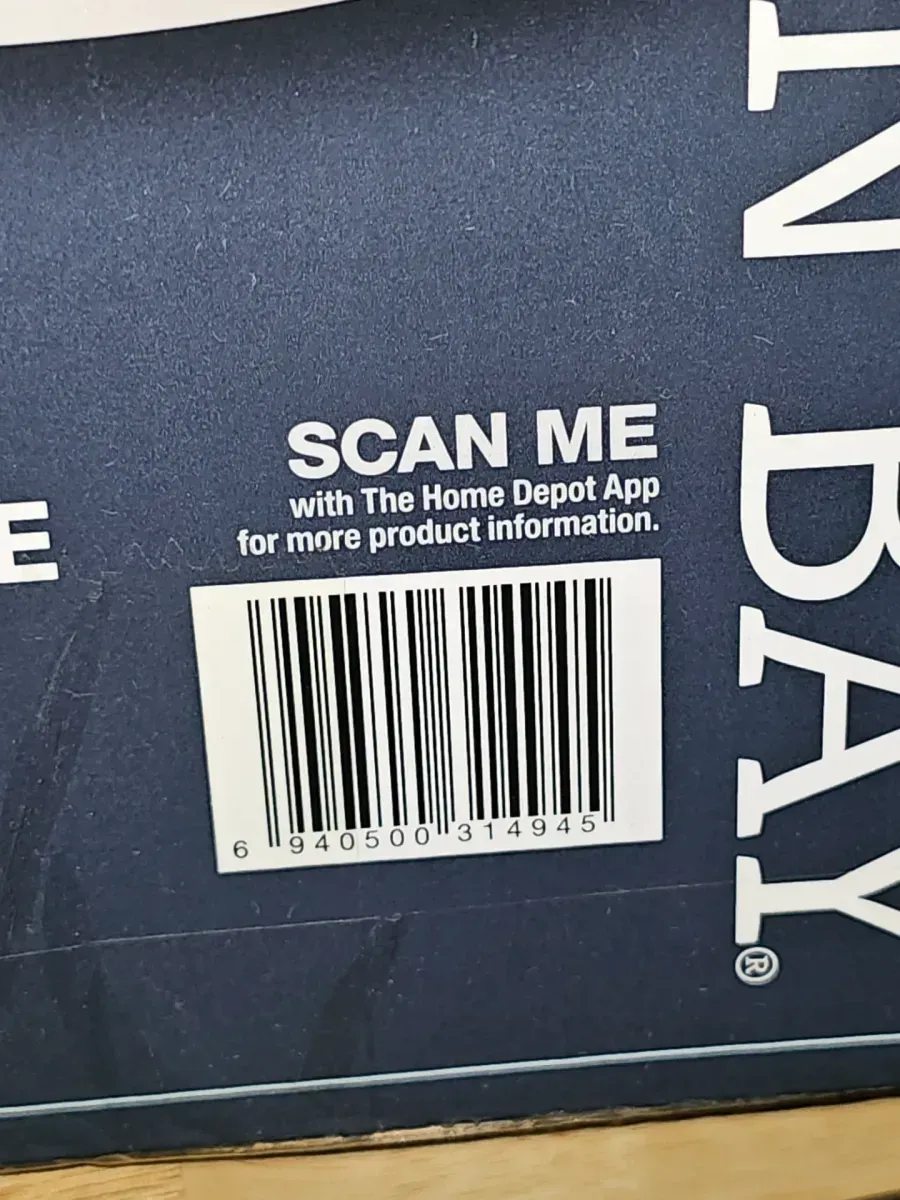 SCAN ME
with The Home Depot App
for more product information.
6 940500 314945
E
N BAY®